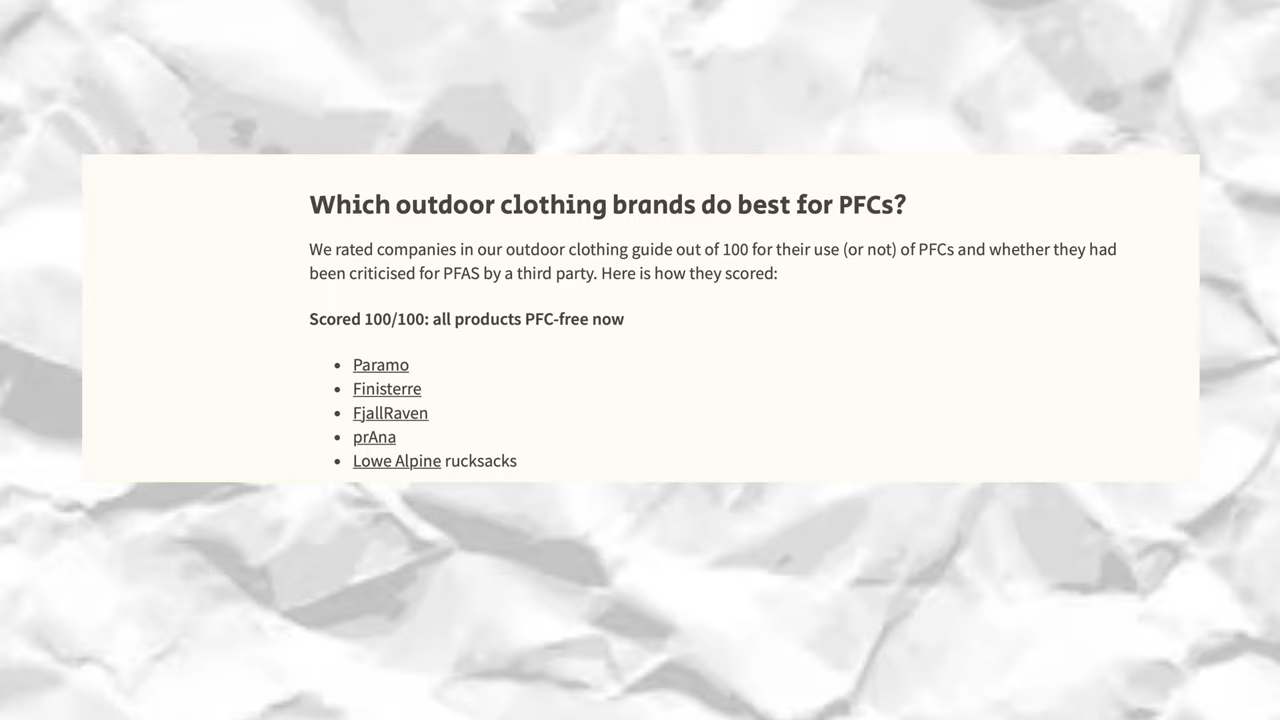 Which outdoor clothing brands do best for PFCs?
We rated companies in our outdoor clothing guide out of 100 for their use (or not) of PFCs and whether they had
been criticised for PFAS by a third party. Here is how they scored:
Scored 100/100: all products PFC-free now
• Paramo
• Finisterre
• FjallRaven
• prAna
• Lowe Alpine rucksacks